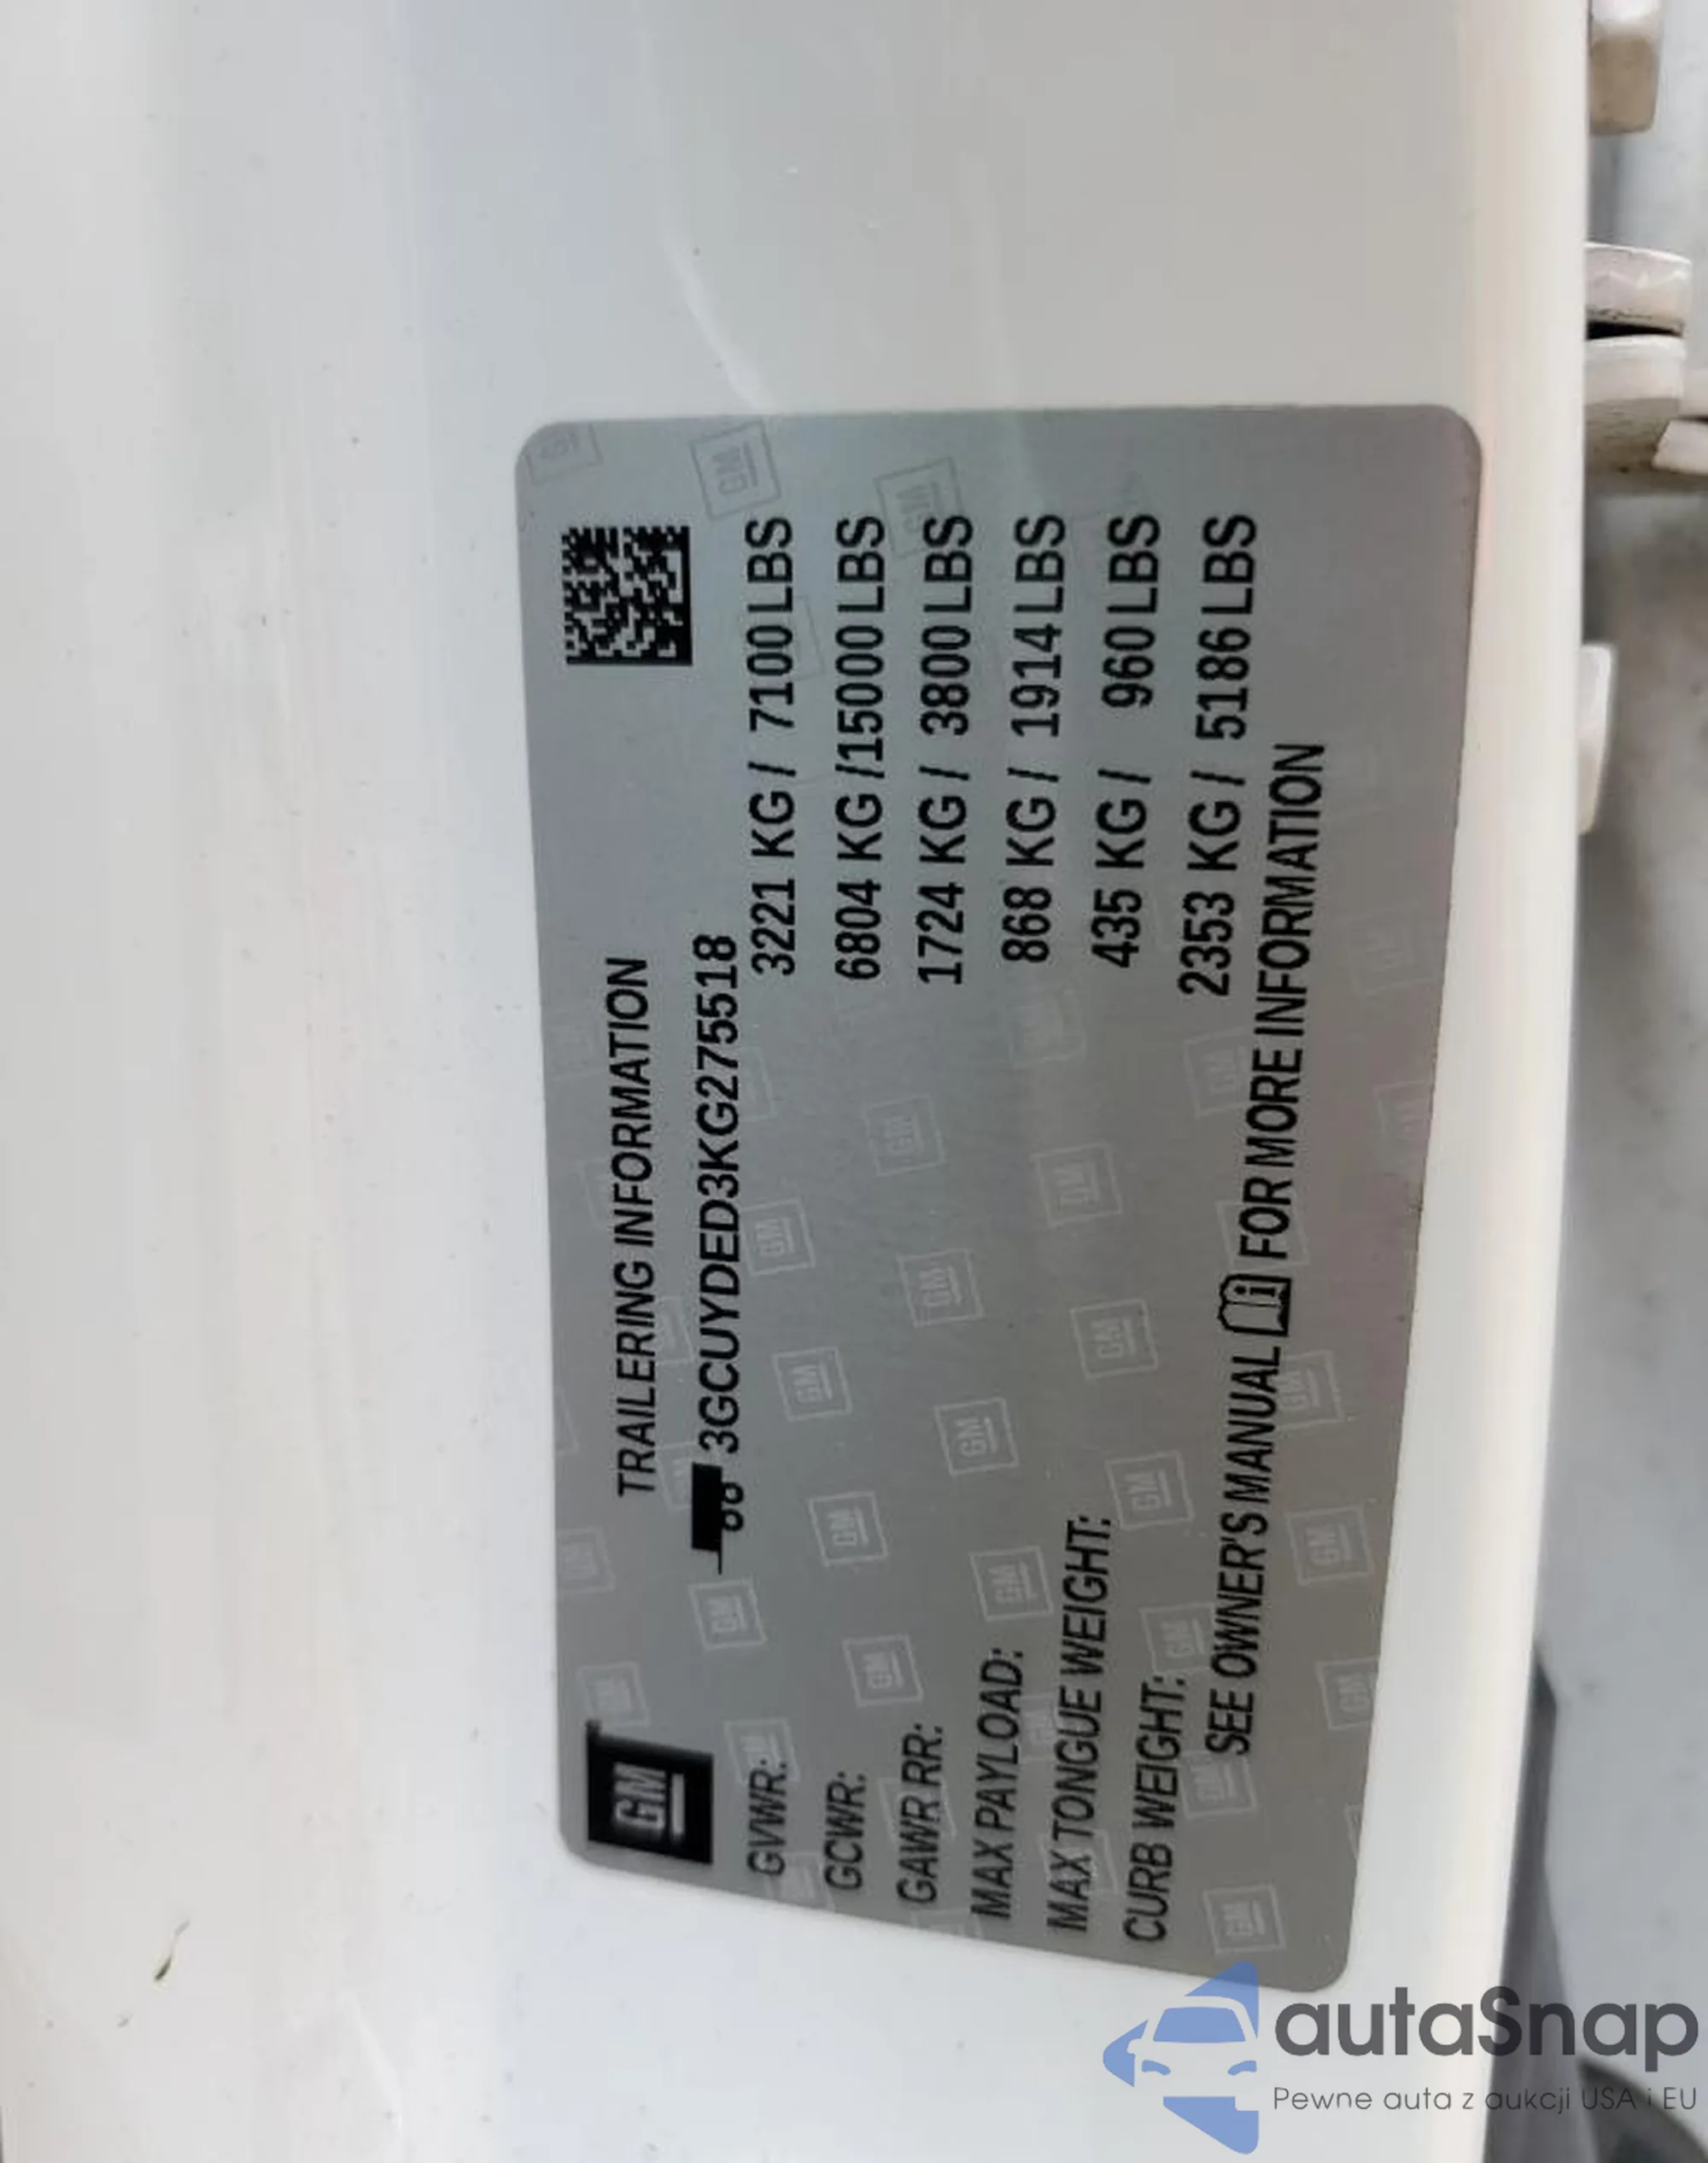 GM
TRAILERING INFORMATION
3GCUYDED3KG275518
GVWR: 3221 KG / 7100 LBS
GCWR: 6804 KG /15000 LBS
GAWR RR: 1724 KG / 3800 LBS
MAX PAYLOAD: 868 KG / 1914 LBS
MAX TONGUE WEIGHT: 435 KG / 960 LBS
CURB WEIGHT: 2353 KG / 5186 LBS
SEE OWNER'S MANUAL FOR MORE INFORMATION
autaSnap
Pewne auta z aukcji USA i EU